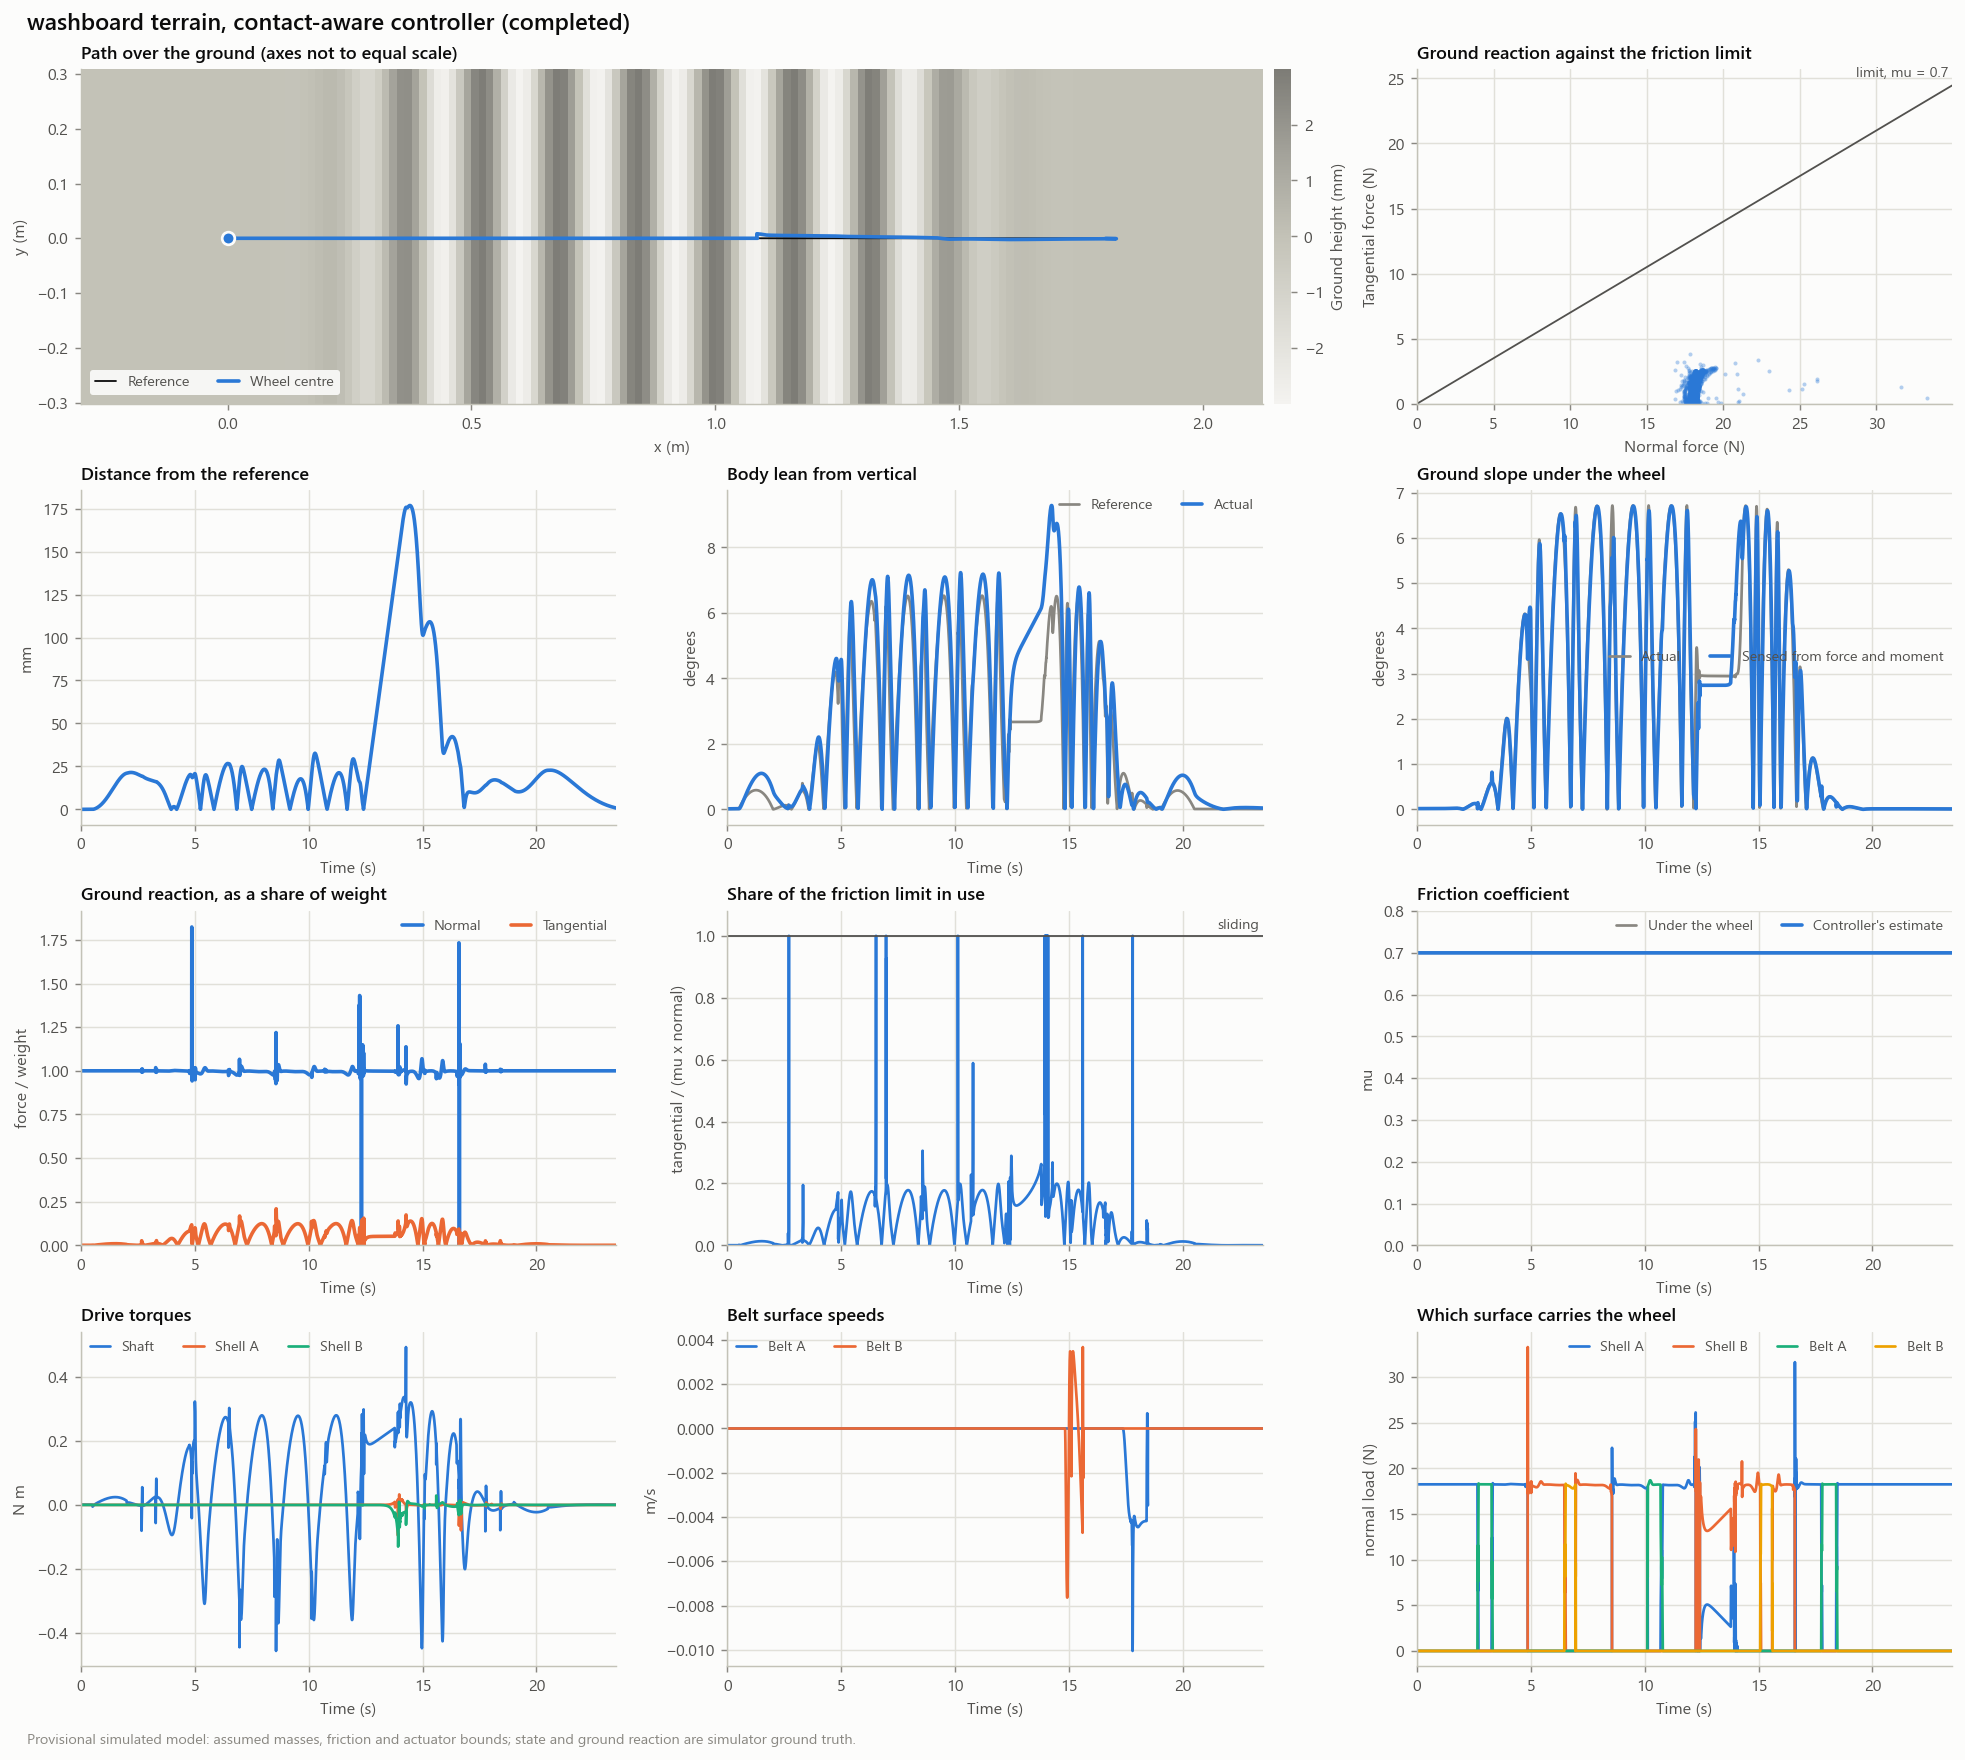 washboard terrain, contact-aware controller (completed)
Path over the ground (axes not to equal scale)
0.3
0.2
0.1
0.0
−0.1
−0.2
−0.3
y (m)
Reference
Wheel centre
0.0
0.5
1.0
1.5
2.0
x (m)
2
1
0
−1
−2
Ground height (mm)
Ground reaction against the friction limit
limit, mu = 0.7
25
20
15
10
5
0
Tangential force (N)
0
5
10
15
20
25
30
Normal force (N)
Distance from the reference
175
150
125
100
75
50
25
0
mm
0
5
10
15
20
Time (s)
Body lean from vertical
Reference
Actual
8
6
4
2
0
degrees
0
5
10
15
20
Time (s)
Ground slope under the wheel
7
6
5
4
3
2
1
0
degrees
Actual
Sensed from force and moment
0
5
10
15
20
Time (s)
Ground reaction, as a share of weight
Normal
Tangential
1.75
1.50
1.25
1.00
0.75
0.50
0.25
0.00
force / weight
0
5
10
15
20
Time (s)
Share of the friction limit in use
sliding
1.0
0.8
0.6
0.4
0.2
0.0
tangential / (mu x normal)
0
5
10
15
20
Time (s)
Friction coefficient
Under the wheel
Controller's estimate
0.8
0.7
0.6
0.5
0.4
0.3
0.2
0.1
0.0
mu
0
5
10
15
20
Time (s)
Drive torques
Shaft
Shell A
Shell B
0.4
0.2
0.0
−0.2
−0.4
N m
0
5
10
15
20
Time (s)
Belt surface speeds
Belt A
Belt B
0.004
0.002
0.000
−0.002
−0.004
−0.006
−0.008
−0.010
m/s
0
5
10
15
20
Time (s)
Which surface carries the wheel
Shell A
Shell B
Belt A
Belt B
30
25
20
15
10
5
0
normal load (N)
0
5
10
15
20
Time (s)
Provisional simulated model: assumed masses, friction and actuator bounds; state and ground reaction are simulator ground truth.